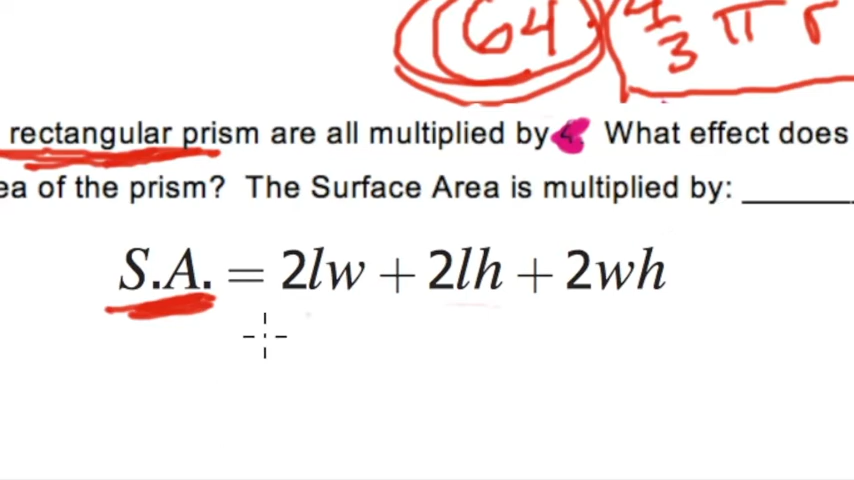 64 4/3 π r
rectangular prism are all multiplied by 4. What effect does
ea of the prism? The Surface Area is multiplied by: ________
S.A. = 2lw + 2lh + 2wh